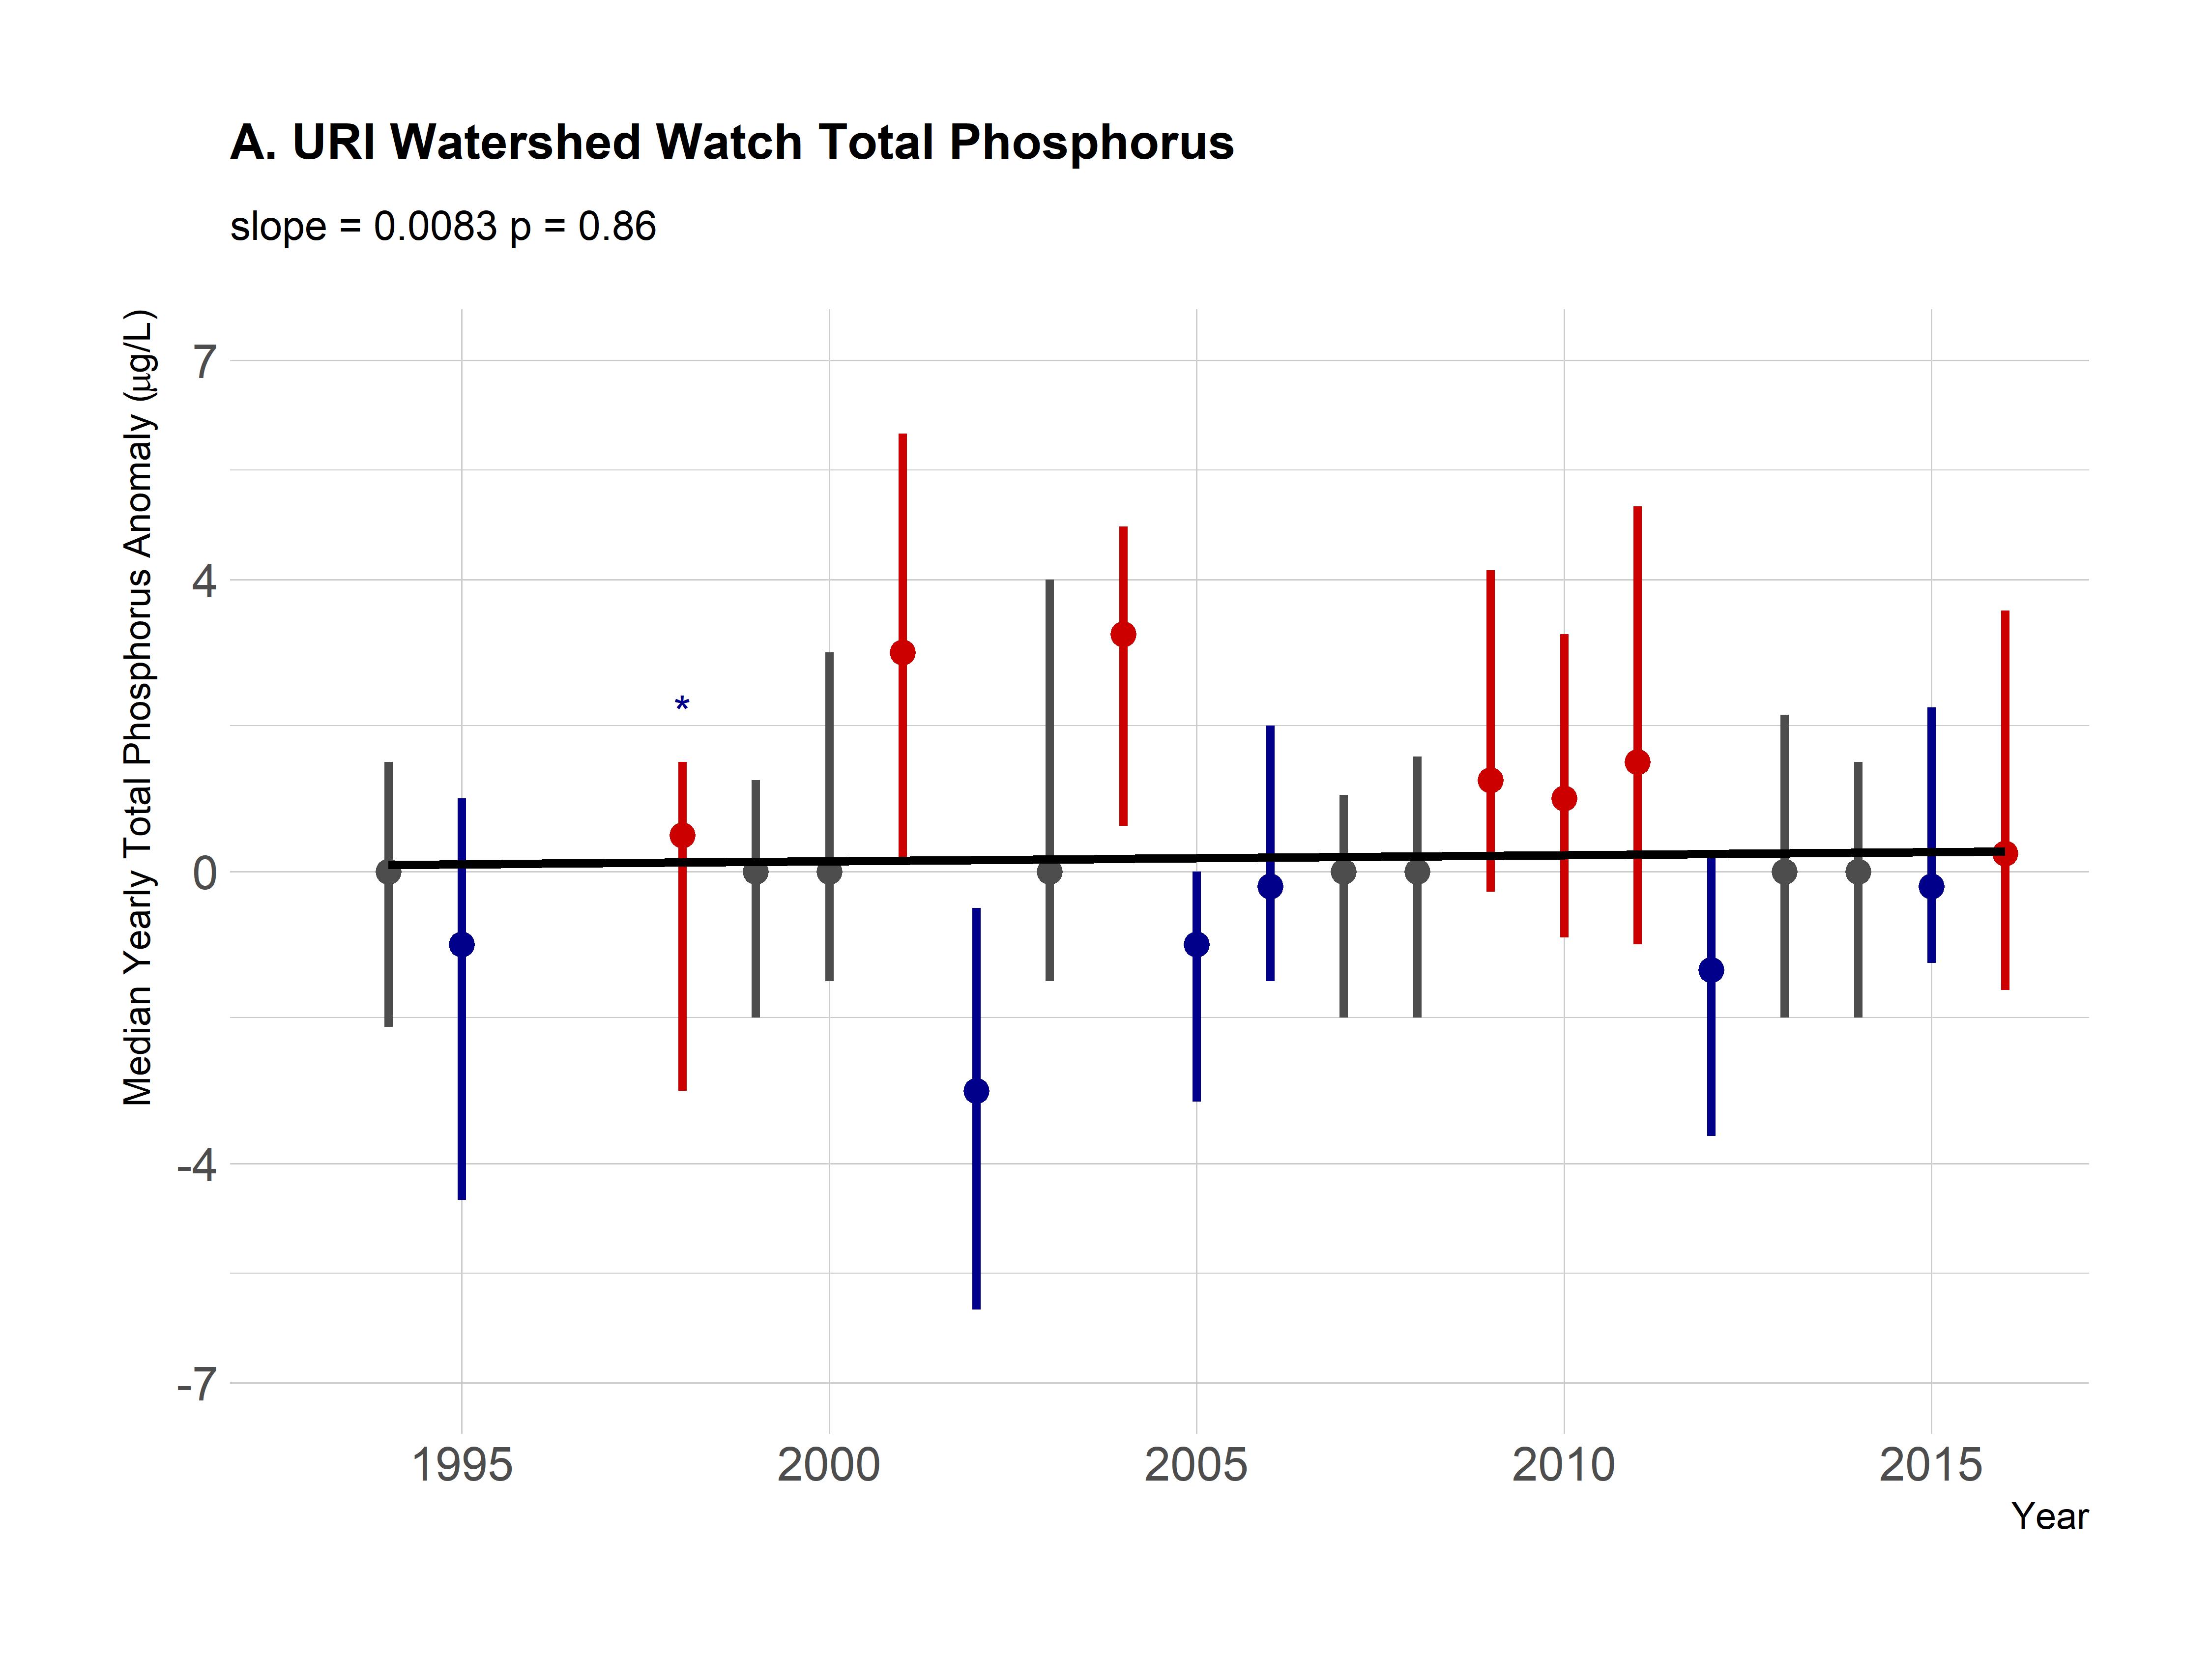 A. URI Watershed Watch Total Phosphorus
slope = 0.0083 p = 0.86
Median Yearly Total Phosphorus Anomaly (μg/L)
7
4
0
-4
-7
*
1995 2000 2005 2010 2015
Year